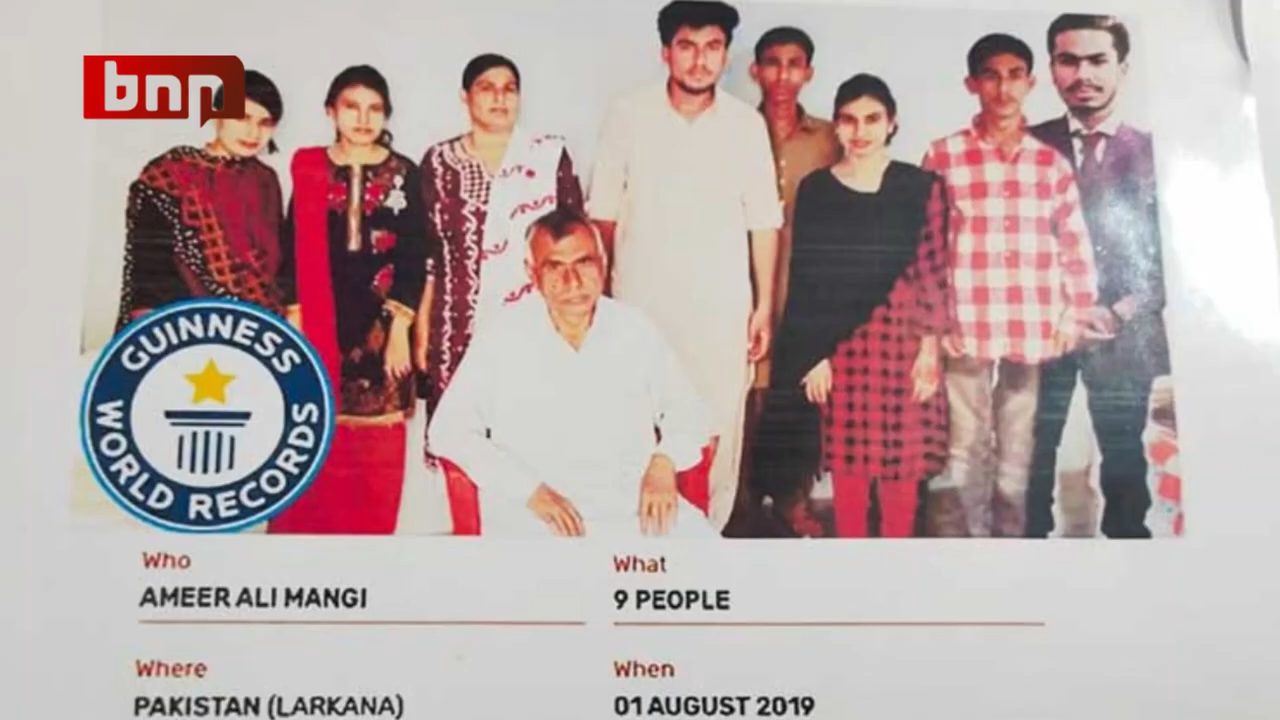 bnn
GUINNESS
WORLD RECORDS
Who
AMEER ALI MANGI
What
9 PEOPLE
Where
PAKISTAN (LARKANA)
When
01 AUGUST 2019